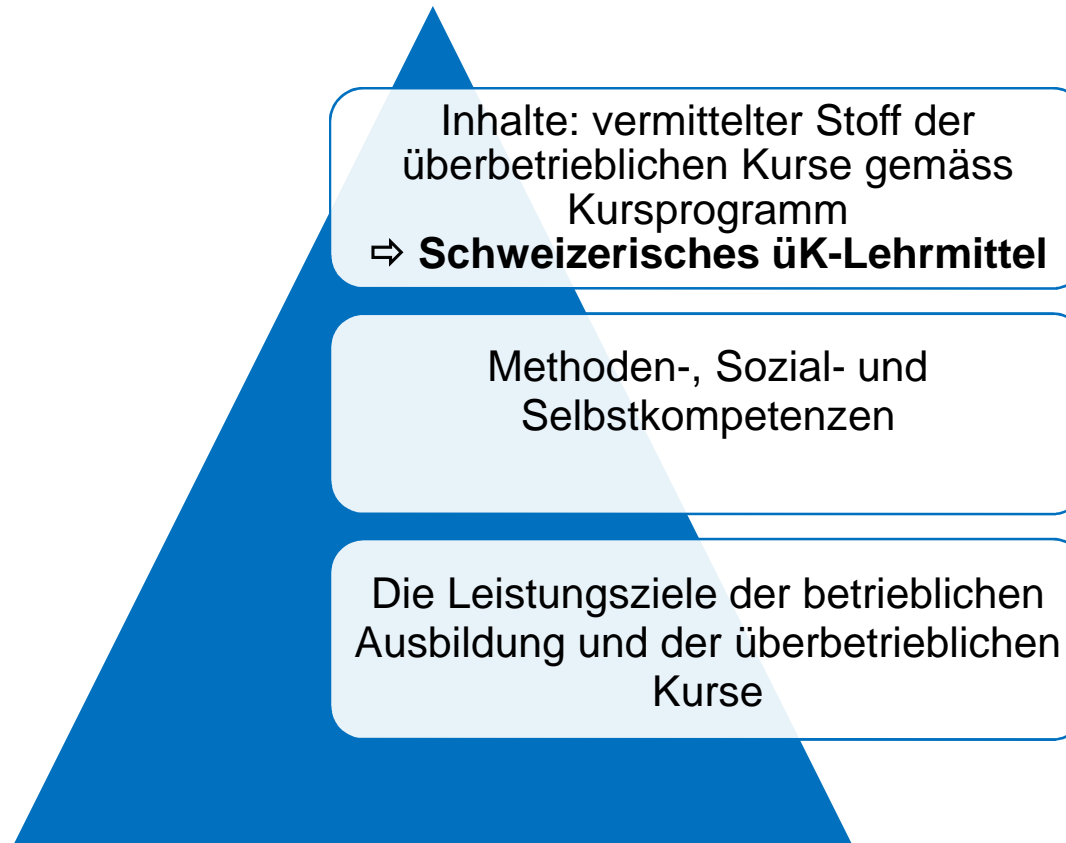 Inhalte: vermittelter Stoff der
überbetrieblichen Kurse gemäss
Kursprogramm
⇨ Schweizerisches üK-Lehrmittel
Methoden-, Sozial- und
Selbstkompetenzen
Die Leistungsziele der betrieblichen
Ausbildung und der überbetrieblichen
Kurse